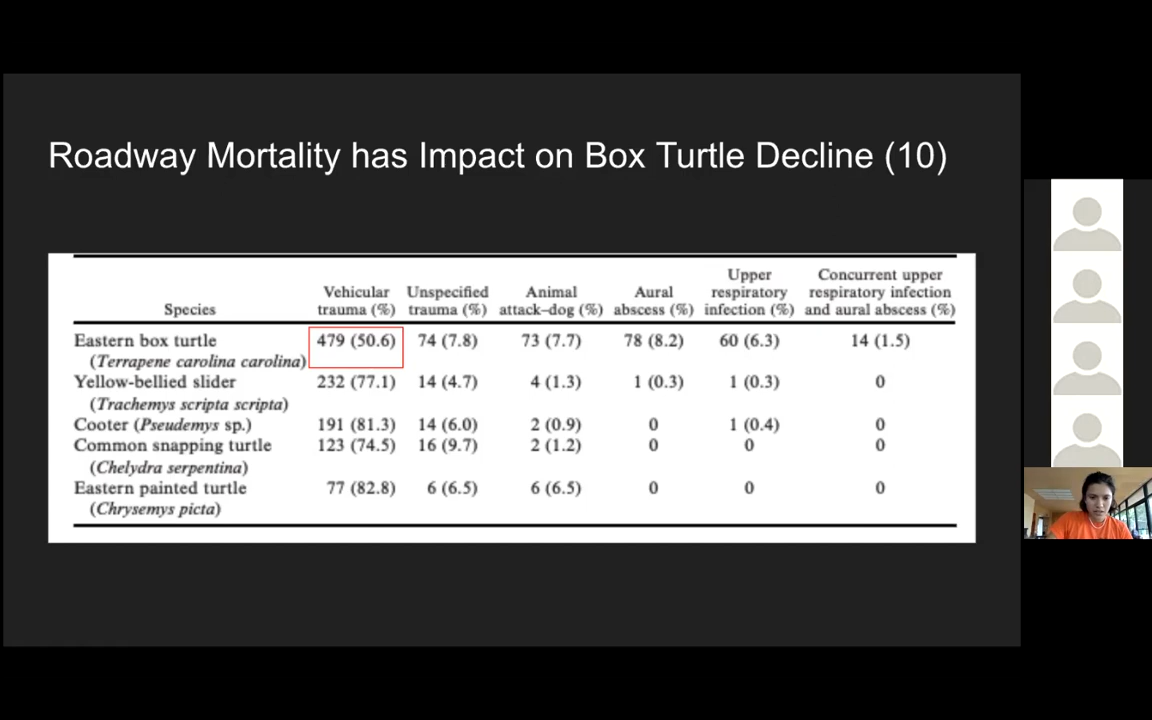 Roadway Mortality has Impact on Box Turtle Decline (10)
Upper Concurrent upper
Vehicular Unspecified Animal Aural respiratory respiratory infection
Species trauma (%) trauma (%) attack–dog (%) abscess (%) infection (%) and aural abscess (%)
Eastern box turtle 479 (50.6) 74 (7.8) 73 (7.7) 78 (8.2) 60 (6.3) 14 (1.5)
(Terrapene carolina carolina)
Yellow-bellied slider 232 (77.1) 14 (4.7) 4 (1.3) 1 (0.3) 1 (0.3) 0
(Trachemys scripta scripta)
Cooter (Pseudemys sp.) 191 (81.3) 14 (6.0) 2 (0.9) 0 1 (0.4) 0
Common snapping turtle 123 (74.5) 16 (9.7) 2 (1.2) 0 0 0
(Chelydra serpentina)
Eastern painted turtle 77 (82.8) 6 (6.5) 6 (6.5) 0 0 0
(Chrysemys picta)